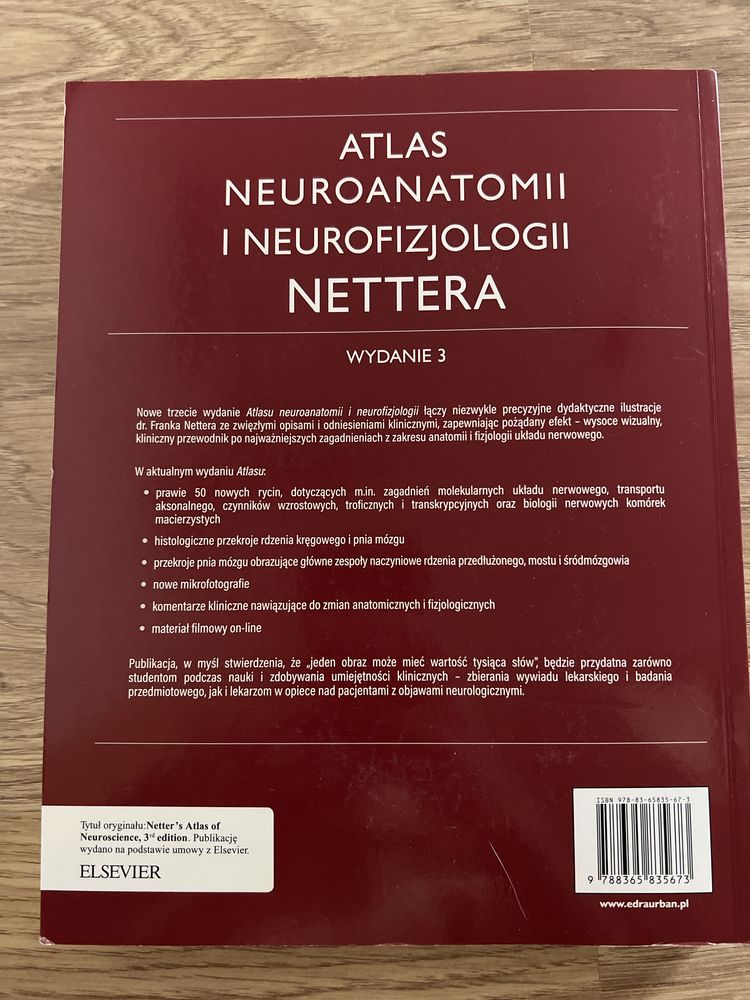 ATLAS
NEUROANATOMII
I NEUROFIZJOLOGII
NETTERA
WYDANIE 3
Nowe trzecie wydanie Atlasu neuroanatomii i neurofizjologii łączy niezwykle precyzyjne dydaktyczne ilustracje
dr. Franka Nettera ze zwięzłymi opisami i odniesieniami klinicznymi, zapewniając pożądany efekt – wysoce wizualny,
kliniczny przewodnik po najważniejszych zagadnieniach z zakresu anatomii i fizjologii układu nerwowego.
W aktualnym wydaniu Atlasu:
• prawie 50 nowych rycin, dotyczących m.in. zagadnień molekularnych układu nerwowego, transportu
aksonalnego, czynników wzrostowych, troficznych i transkrypcyjnych oraz biologii nerwowych komórek
macierzystych
• histologiczne przekroje rdzenia kręgowego i pnia mózgu
• przekroje pnia mózgu obrazujące główne zespoły naczyniowe rdzenia przedłużonego, mostu i śródmózgowia
• nowe mikrofotografie
• komentarze kliniczne nawiązujące do zmian anatomicznych i fizjologicznych
• materiał filmowy on-line
Publikacja, w myśl stwierdzenia, że „jeden obraz może mieć wartość tysiąca słów”, będzie przydatna zarówno
studentom podczas nauki i zdobywania umiejętności klinicznych – zbierania wywiadu lekarskiego i badania
przedmiotowego, jak i lekarzom w opiece nad pacjentami z objawami neurologicznymi.
Tytuł oryginału:Netter's Atlas of
Neuroscience, 3rd edition. Publikację
wydano na podstawie umowy z Elsevier.
ELSEVIER
ISBN 978-83-65835-67-3
9 788365 835673
www.edraurban.pl